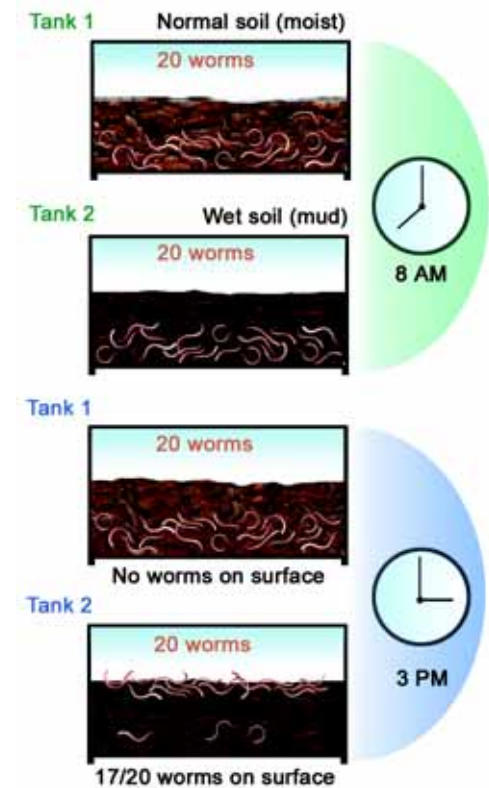 Tank 1 Normal soil (moist)
20 worms
Tank 2 Wet soil (mud)
20 worms
8 AM
Tank 1
20 worms
No worms on surface
Tank 2
20 worms
3 PM
17/20 worms on surface